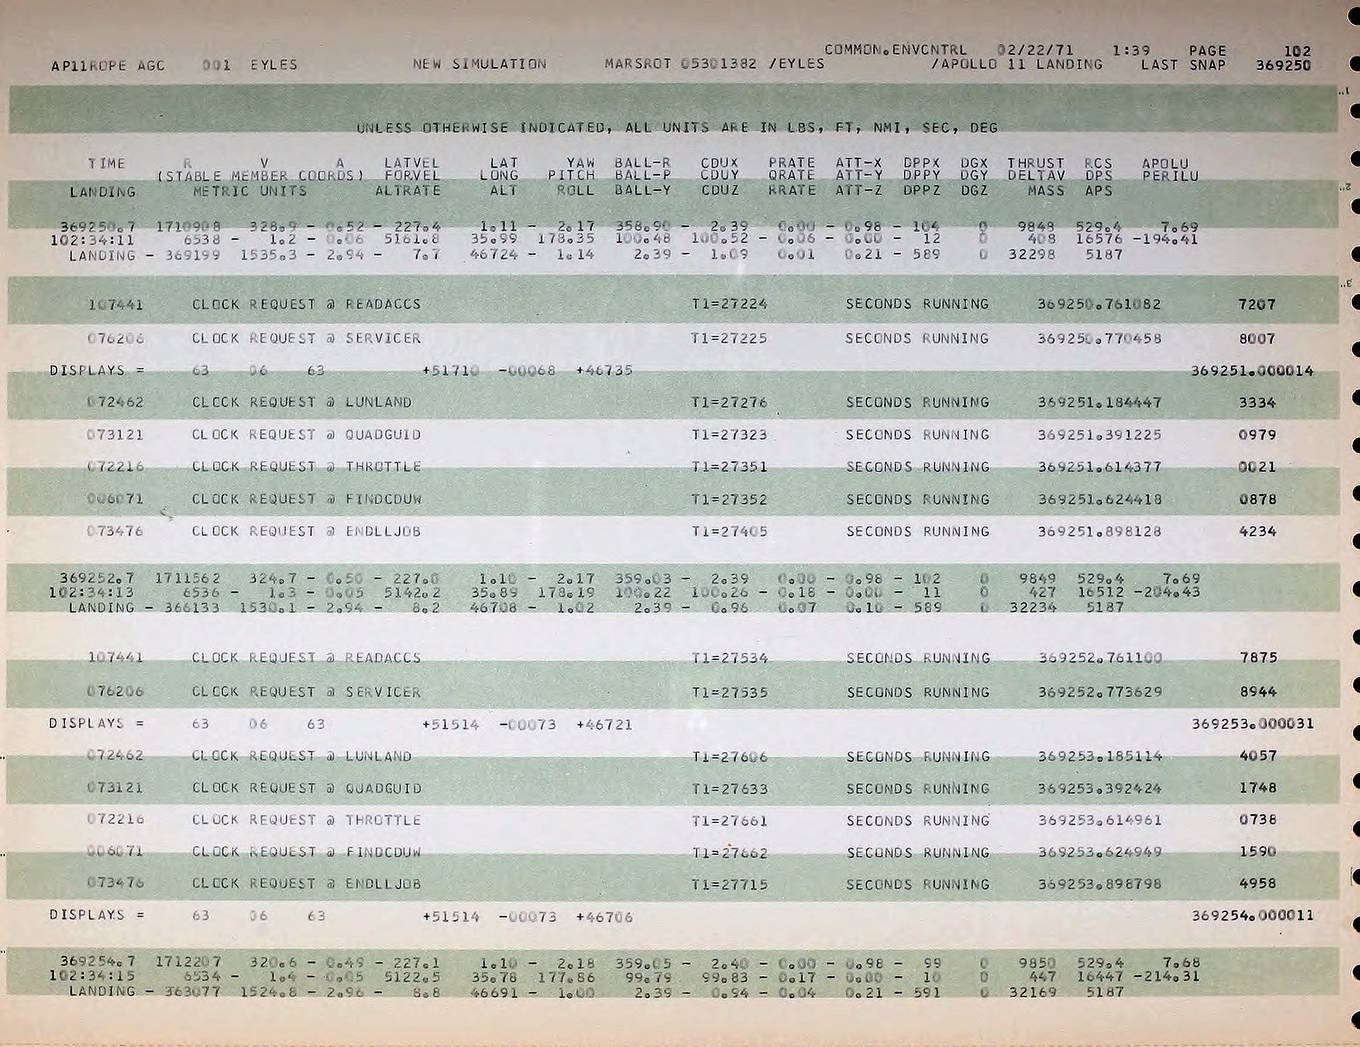 COMMON.ENVCNTRL 02/22/71 1:39 PAGE 102
AP11ROPE AGC 001 EYLES NEW SIMULATION MARSROT 05301382 /EYLES /APOLLO 11 LANDING LAST SNAP 369250
UNLESS OTHERWISE INDICATED, ALL UNITS ARE IN LBS, FT, NMI, SEC, DEG
TIME R V A LATVEL LAT YAW BALL-R CDUX PRATE ATT-X DPPX DGX THRUST RCS APOLU
(STABLE MEMBER COORDS) FORVEL LONG PITCH BALL-P CDUY QRATE ATT-Y DPPY DGY DELTAV DPS PERILU
LANDING METRIC UNITS ALTRATE ALT ROLL BALL-Y CDUZ RRATE ATT-Z DPPZ DGZ MASS APS
369250.7 1710908 328.9 - 0.52 - 227.4 1.11 - 2.17 358.90 - 2.39 0.00 - 0.98 - 104 0 9848 529.4 7.69
102:34:11 6538 - 1.2 - 0.06 5161.8 35.99 178.35 100.48 100.52 - 0.06 - 0.00 - 12 0 408 16576 -194.41
LANDING - 369199 1535.3 - 2.94 - 7.7 46724 - 1.14 2.39 - 1.09 0.01 0.21 - 589 0 32298 5187
107441 CLOCK REQUEST @ READACCS T1=27224 SECONDS RUNNING 369250.761082 7207
076206 CLOCK REQUEST @ SERVICER T1=27225 SECONDS RUNNING 369250.770458 8007
DISPLAYS = 63 06 63 +51710 -00068 +46735 369251.000014
072462 CLOCK REQUEST @ LUNLAND T1=27276 SECONDS RUNNING 369251.184447 3334
073121 CLOCK REQUEST @ QUADGUID T1=27323 SECONDS RUNNING 369251.391225 0979
072216 CLOCK REQUEST @ THROTTLE T1=27351 SECONDS RUNNING 369251.614377 0021
006071 CLOCK REQUEST @ FINDCDUW T1=27352 SECONDS RUNNING 369251.624418 0878
073476 CLOCK REQUEST @ ENDLLJOB T1=27405 SECONDS RUNNING 369251.898128 4234
369252.7 1711562 324.7 - 0.50 - 227.0 1.10 - 2.17 359.03 - 2.39 0.00 - 0.98 - 102 0 9849 529.4 7.69
102:34:13 6536 - 1.3 - 0.05 5142.2 35.89 178.19 100.22 100.26 - 0.18 - 0.00 - 11 0 427 16512 -204.43
LANDING - 366133 1530.1 - 2.94 - 8.2 46708 - 1.02 2.39 - 0.96 0.07 0.10 - 589 0 32234 5187
107441 CLOCK REQUEST @ READACCS T1=27534 SECONDS RUNNING 369252.761100 7875
076206 CLOCK REQUEST @ SERVICER T1=27535 SECONDS RUNNING 369252.773629 8944
DISPLAYS = 63 06 63 +51514 -00073 +46721 369253.000031
072462 CLOCK REQUEST @ LUNLAND T1=27606 SECONDS RUNNING 369253.185114 4057
073121 CLOCK REQUEST @ QUADGUID T1=27633 SECONDS RUNNING 369253.392424 1748
072216 CLOCK REQUEST @ THROTTLE T1=27661 SECONDS RUNNING 369253.614961 0738
006071 CLOCK REQUEST @ FINDCDUW T1=27662 SECONDS RUNNING 369253.624949 1590
073476 CLOCK REQUEST @ ENDLLJOB T1=27715 SECONDS RUNNING 369253.898798 4958
DISPLAYS = 63 06 63 +51514 -00073 +46706 369254.000011
369254.7 1712207 320.6 - 0.49 - 227.1 1.10 - 2.18 359.05 - 2.40 - 0.00 - 0.98 - 99 0 9850 529.4 7.68
102:34:15 6534 - 1.4 - 0.05 5122.5 35.78 177.86 99.79 99.83 - 0.17 - 0.00 - 10 0 447 16447 -214.31
LANDING - 363077 1524.8 - 2.96 - 8.8 46691 - 1.00 2.39 - 0.94 - 0.04 0.21 - 591 0 32169 5187